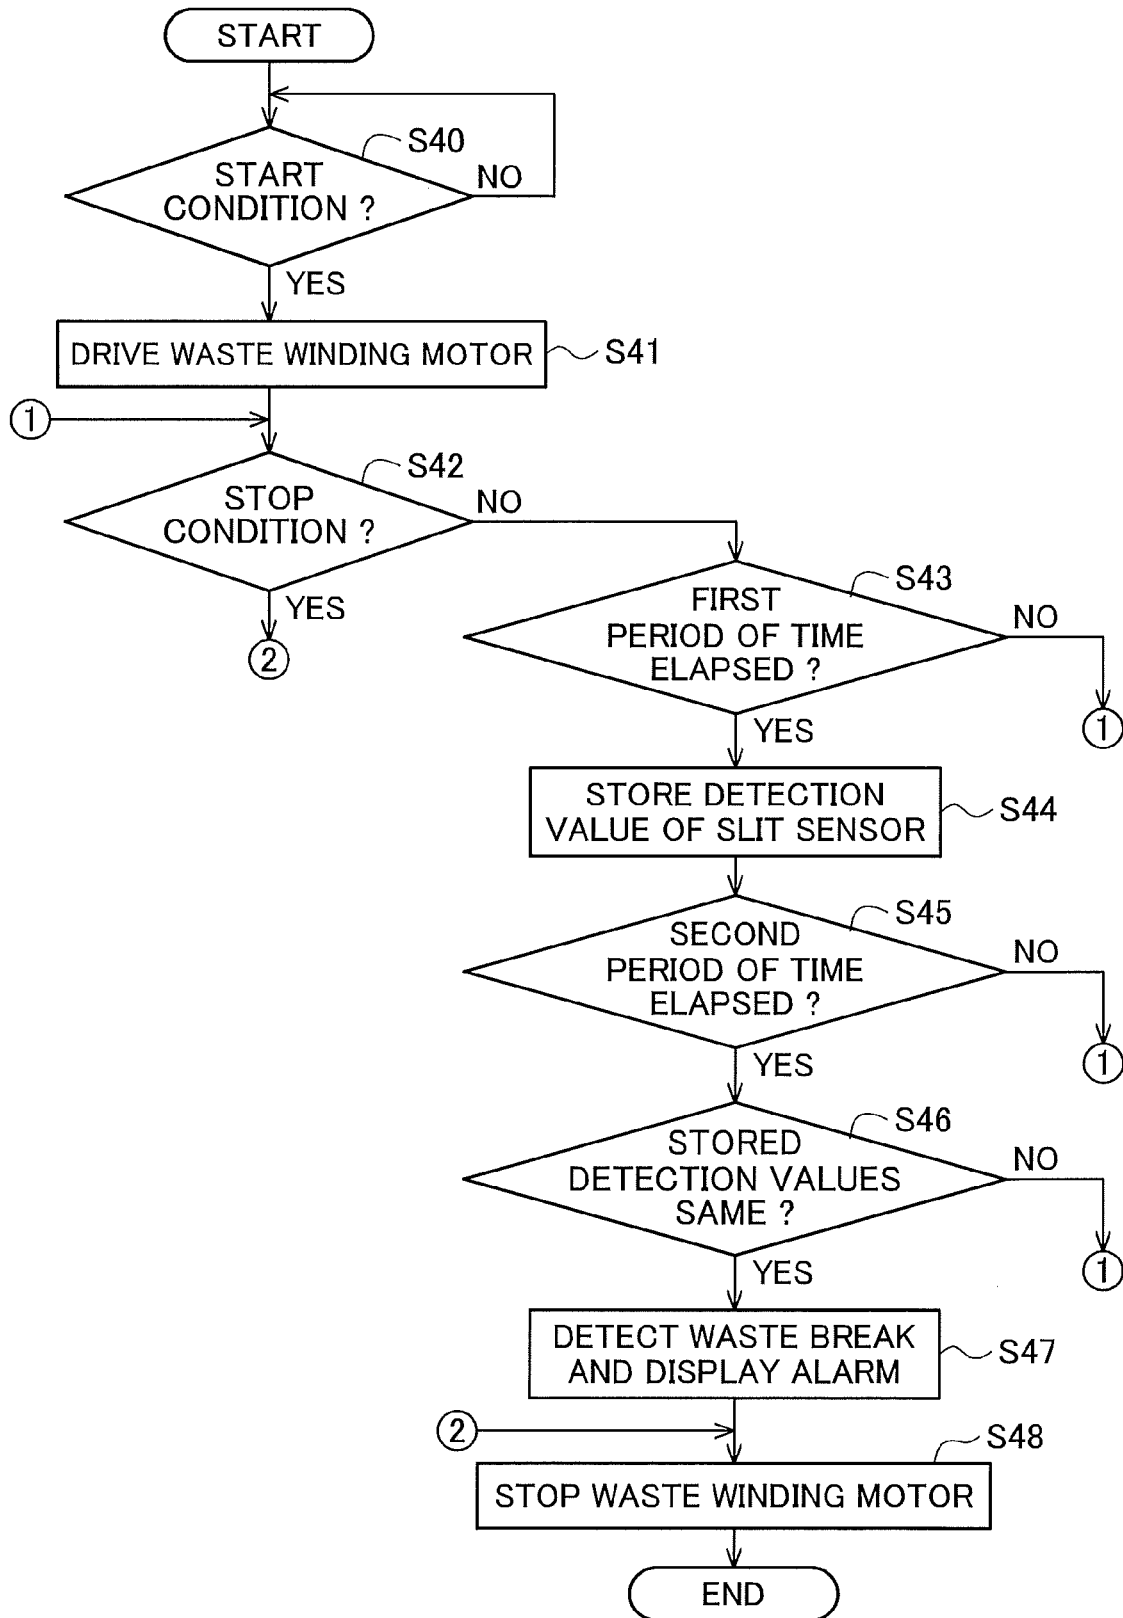 START
S40
START
CONDITION ?
NO
YES
DRIVE WASTE WINDING MOTOR
S41
①
S42
STOP
CONDITION ?
NO
YES
②
S43
FIRST
PERIOD OF TIME
ELAPSED ?
NO
①
YES
STORE DETECTION
VALUE OF SLIT SENSOR
S44
S45
SECOND
PERIOD OF TIME
ELAPSED ?
NO
①
YES
S46
STORED
DETECTION VALUES
SAME ?
NO
①
YES
DETECT WASTE BREAK
AND DISPLAY ALARM
S47
②
S48
STOP WASTE WINDING MOTOR
END